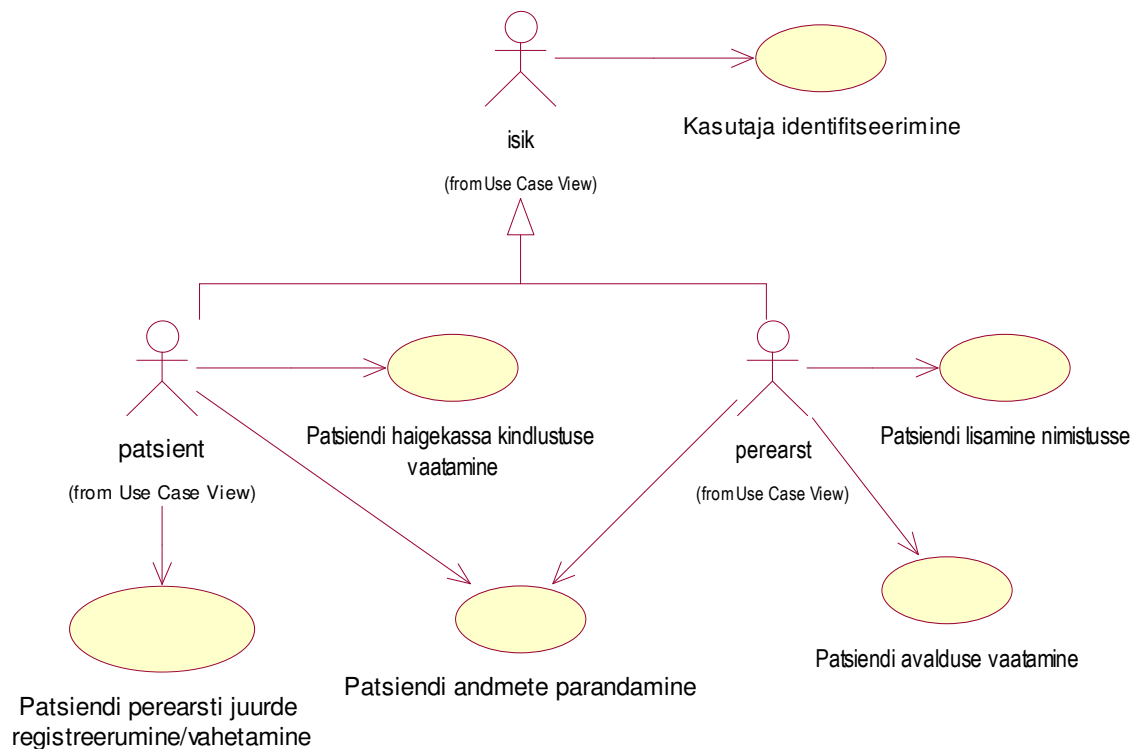 Kasutaja identifitseerimine
isik
(from Use Case View)
Patsiendi haigekassa kindlustuse
vaatamine
Patsiendi lisamine nimistusse
patsient
(from Use Case View)
perearst
(from Use Case View)
Patsiendi avalduse vaatamine
Patsiendi andmete parandamine
Patsiendi perearsti juurde
registreerumine/vahetamine